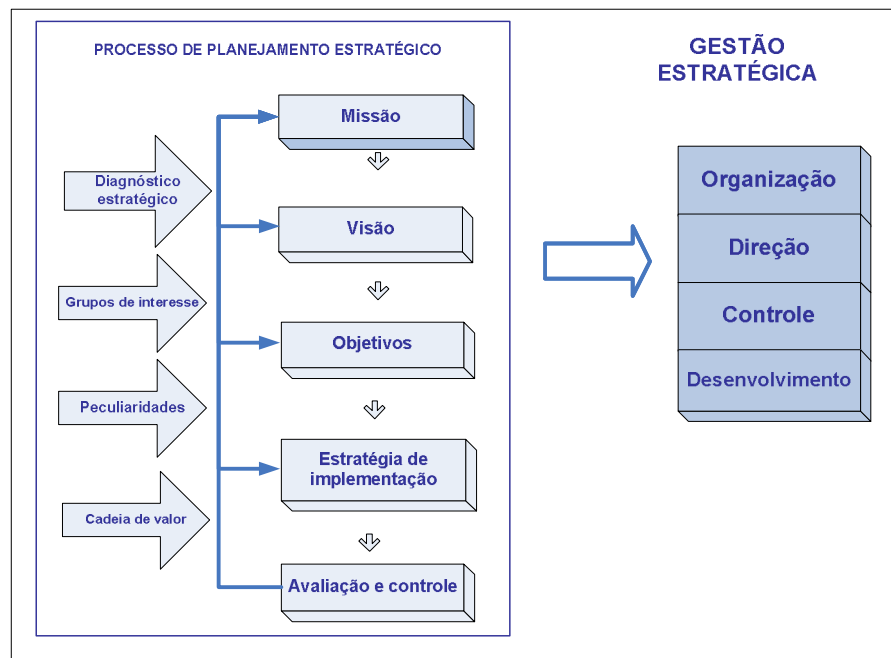 PROCESSO DE PLANEJAMENTO ESTRATÉGICO
Diagnóstico
estratégico
Grupos de interesse
Peculiaridades
Cadeia de valor
Missão
Visão
Objetivos
Estratégia de
implementação
Avaliação e controle
GESTÃO
ESTRATÉGICA
Organização
Direção
Controle
Desenvolvimento